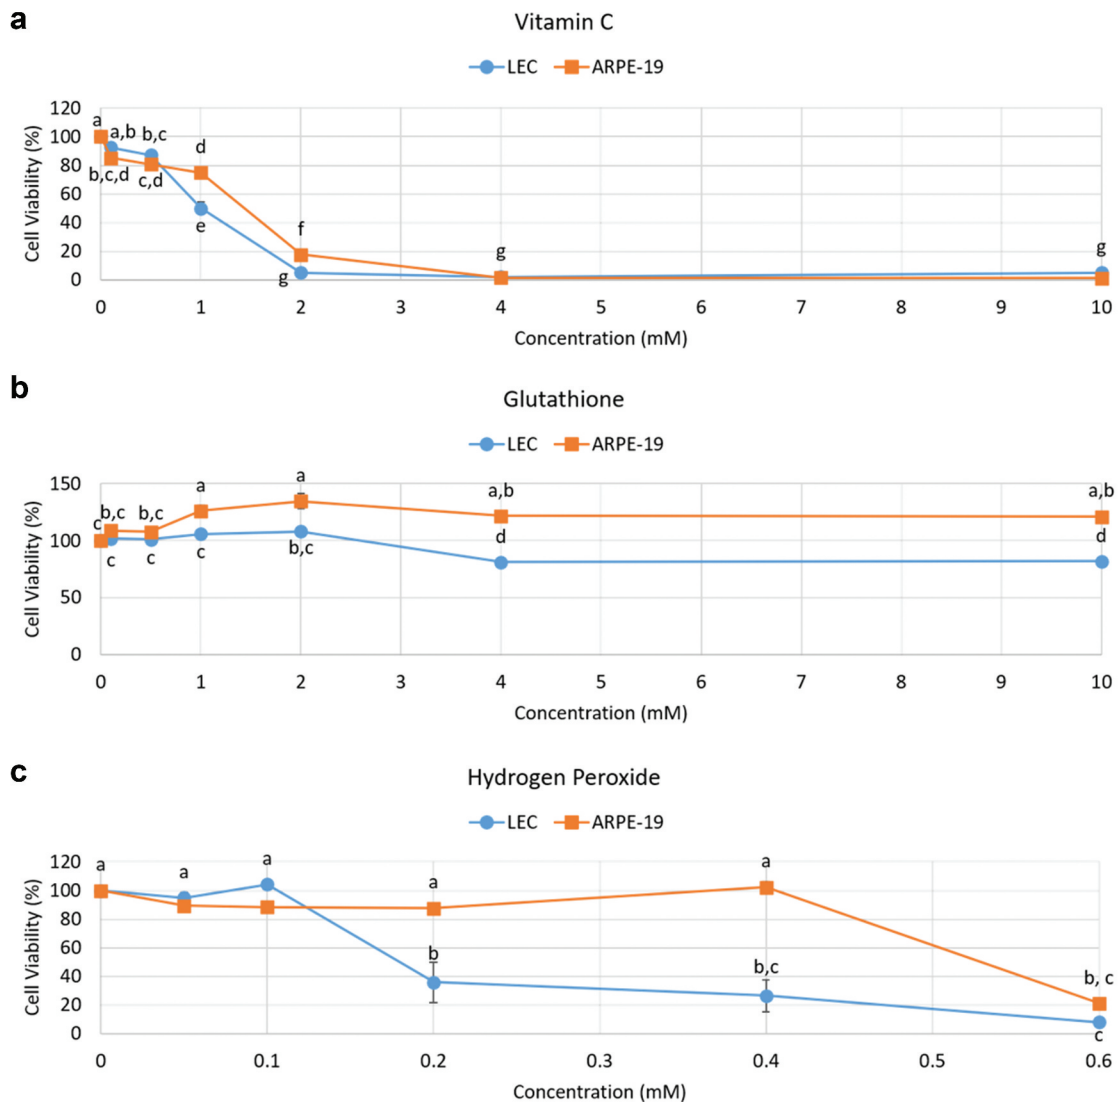 a
Vitamin C
LEC ARPE-19
Cell Viability (%)
120
100
80
60
40
20
0
a
a,b
b,c
b,c,d
c,d
d
e
f
g
g
g
0 1 2 3 4 5 6 7 8 9 10
Concentration (mM)
b
Glutathione
LEC ARPE-19
Cell Viability (%)
150
100
50
0
c
b,c
b,c
a
a
a,b
a,b
c
c
c
b,c
d
d
0 1 2 3 4 5 6 7 8 9 10
Concentration (mM)
c
Hydrogen Peroxide
LEC ARPE-19
Cell Viability (%)
120
100
80
60
40
20
0
a
a
a
a
a
b
b,c
b, c
c
0 0.1 0.2 0.3 0.4 0.5 0.6
Concentration (mM)